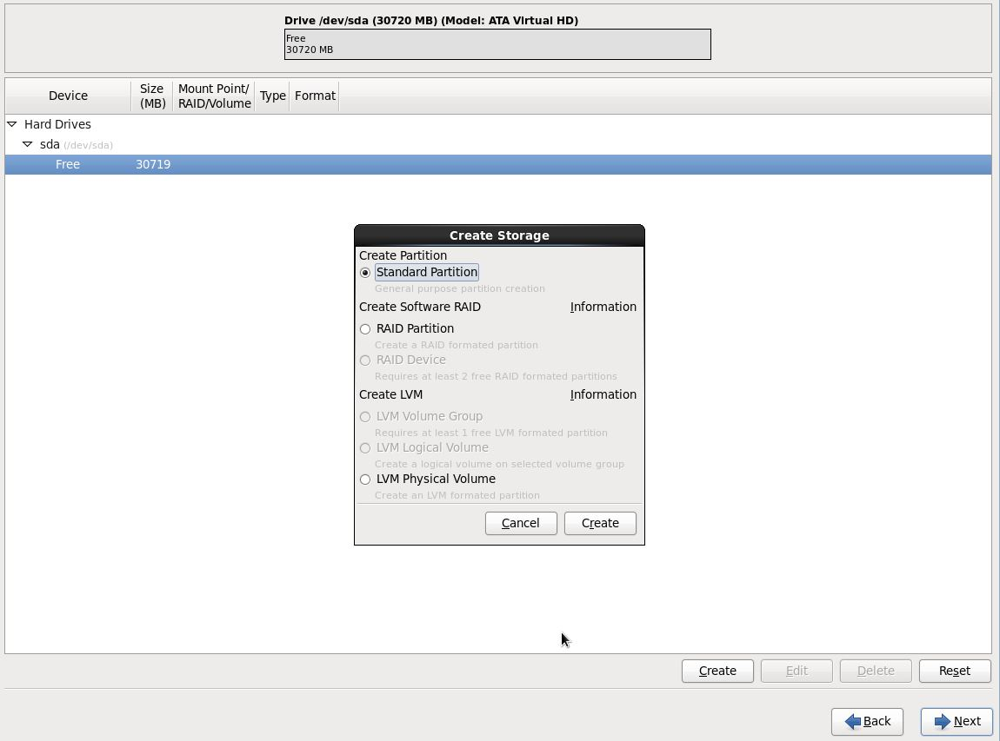 Drive /dev/sda (30720 MB) (Model: ATA Virtual HD)
Free
30720 MB
Device
Size
(MB)
Mount Point/
RAID/Volume
Type
Format
Hard Drives
sda (/dev/sda)
Free 30719
Create Storage
Create Partition
Standard Partition
General purpose partition creation
Create Software RAID Information
RAID Partition
Create a RAID formated partition
RAID Device
Requires at least 2 free RAID formated partitions
Create LVM Information
LVM Volume Group
Requires at least 1 free LVM formated partition
LVM Logical Volume
Create a logical volume on selected volume group
LVM Physical Volume
Create an LVM formated partition
Cancel Create
Create Edit Delete Reset
Back Next